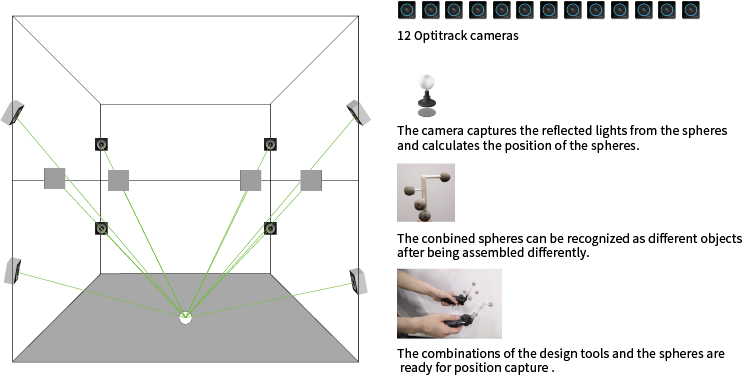 12 Optitrack cameras
The camera captures the reflected lights from the spheres
and calculates the position of the spheres.
The conbined spheres can be recognized as different objects
after being assembled differently.
The combinations of the design tools and the spheres are
ready for position capture .